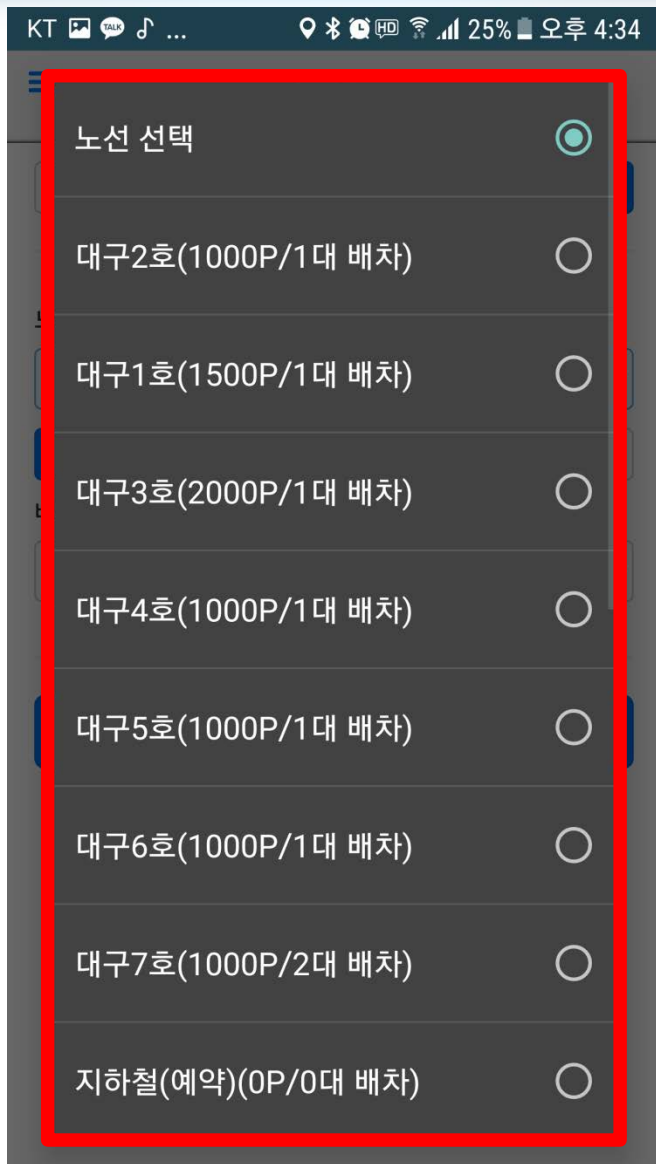 KT TALK ... HD 25% 오후 4:34
노선 선택
대구2호(1000P/1대 배차)
대구1호(1500P/1대 배차)
대구3호(2000P/1대 배차)
대구4호(1000P/1대 배차)
대구5호(1000P/1대 배차)
대구6호(1000P/1대 배차)
대구7호(1000P/2대 배차)
지하철(예약)(0P/0대 배차)